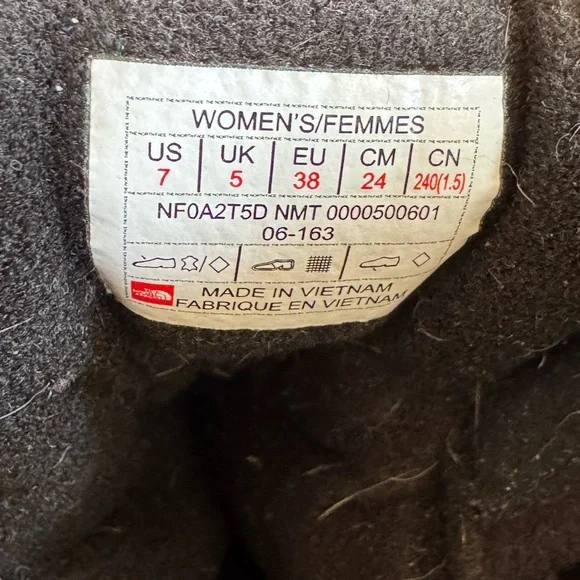 WOMEN'S/FEMMES
US UK EU CM CN
7 5 38 24 240(1.5)
NF0A2T5D NMT 0000500601
06-163
MADE IN VIETNAM
FABRIQUE EN VIETNAM